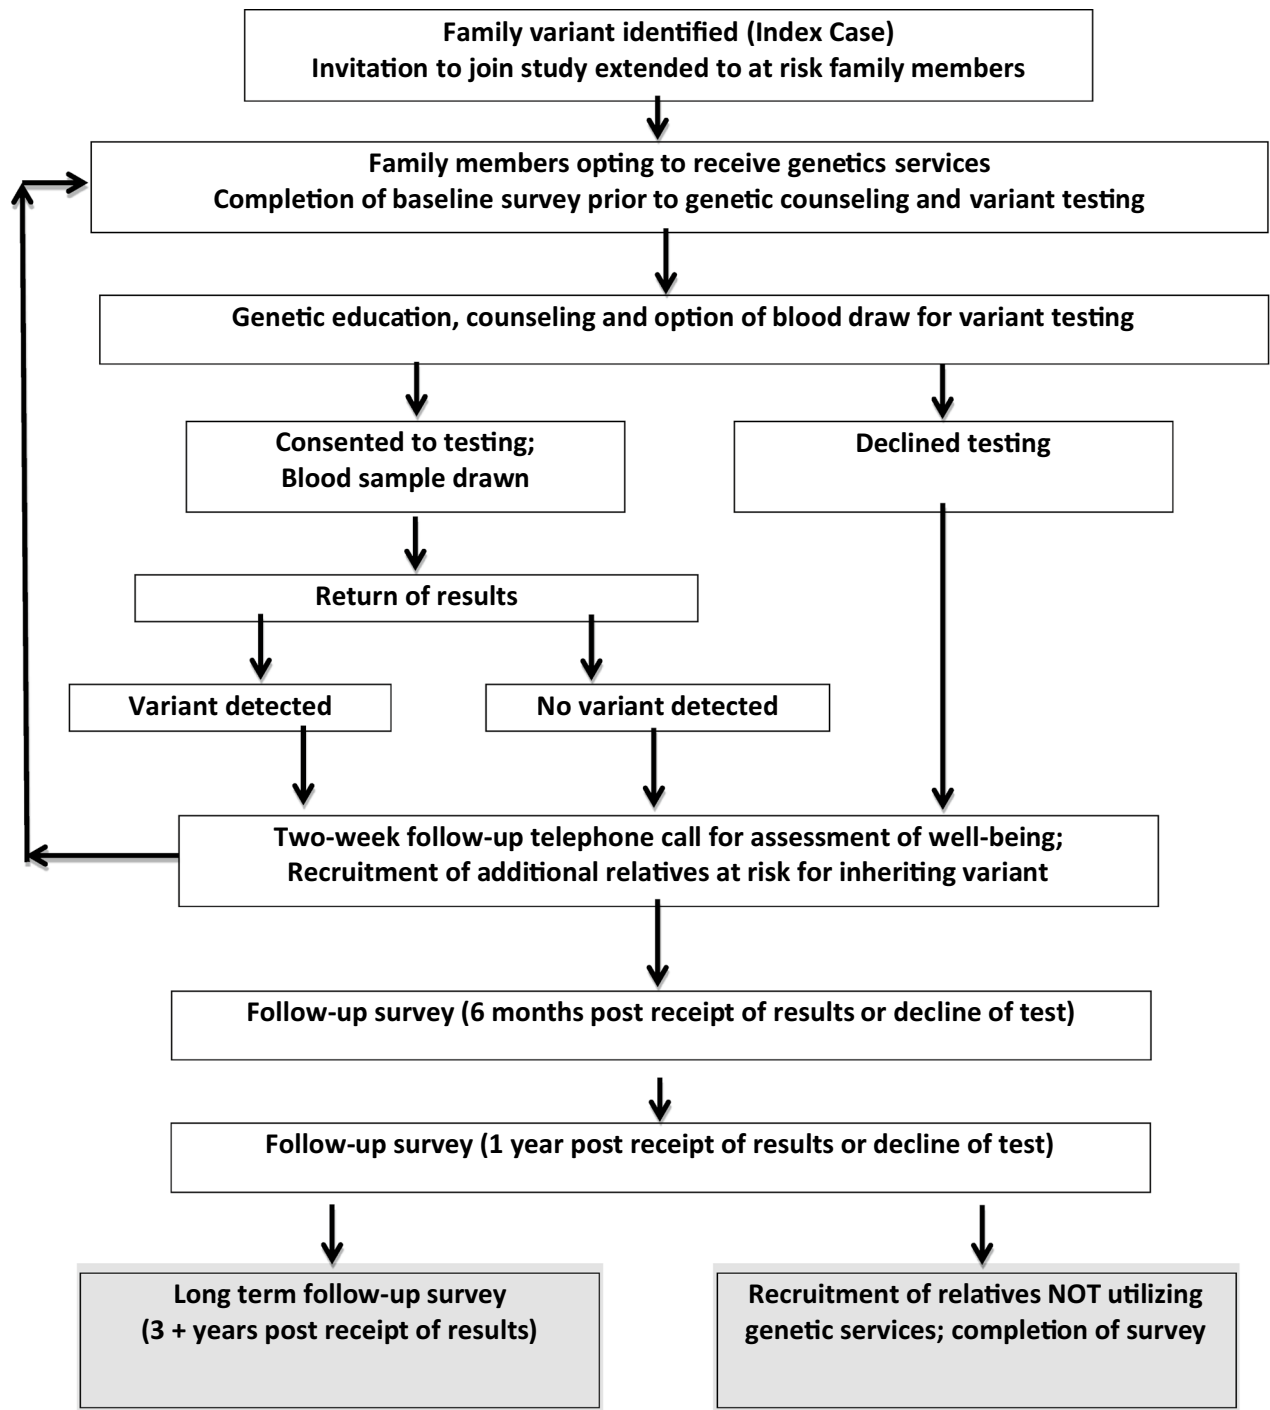 Family variant identified (Index Case)
Invitation to join study extended to at risk family members
Family members opting to receive genetics services
Completion of baseline survey prior to genetic counseling and variant testing
Genetic education, counseling and option of blood draw for variant testing
Consented to testing;
Blood sample drawn
Declined testing
Return of results
Variant detected
No variant detected
Two-week follow-up telephone call for assessment of well-being;
Recruitment of additional relatives at risk for inheriting variant
Follow-up survey (6 months post receipt of results or decline of test)
Follow-up survey (1 year post receipt of results or decline of test)
Long term follow-up survey
(3 + years post receipt of results)
Recruitment of relatives NOT utilizing
genetic services; completion of survey